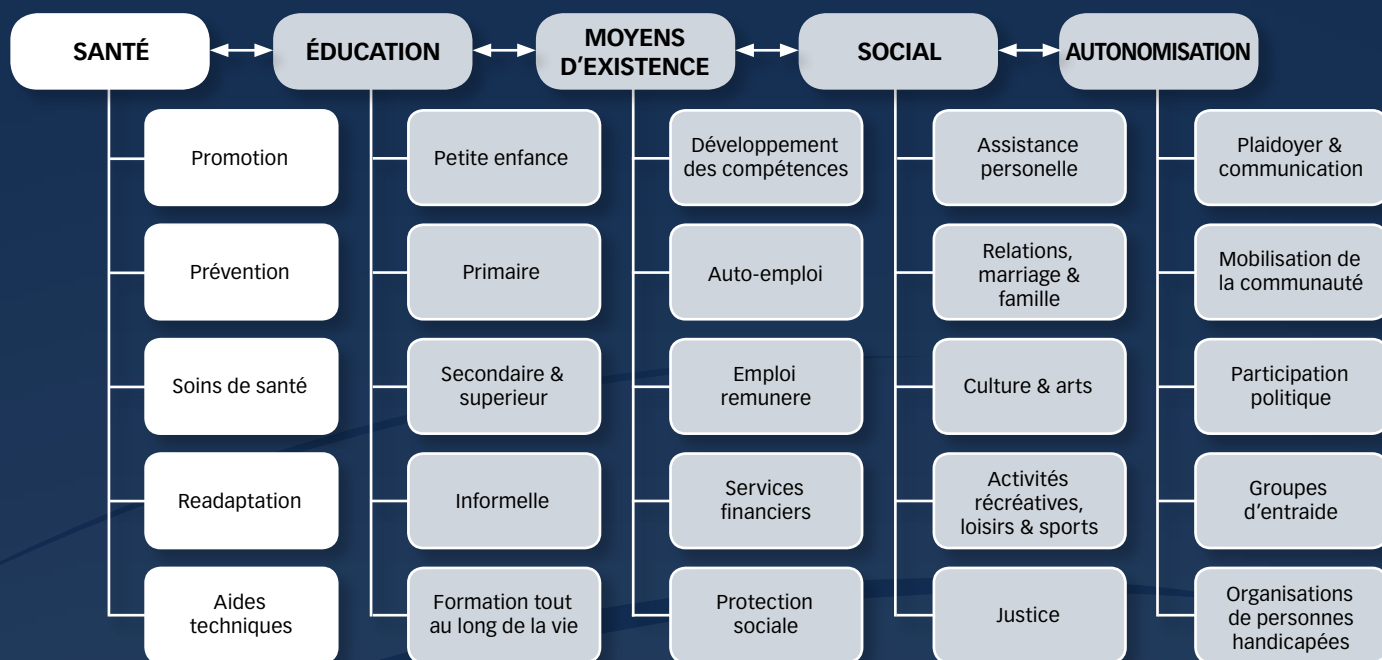 SANTÉ
Promotion
Prévention
Soins de santé
Readaptation
Aides
techniques
ÉDUCATION
Petite enfance
Primaire
Secondaire &
superieur
Informelle
Formation tout
au long de la vie
MOYENS
D'EXISTENCE
Développement
des compétences
Auto-emploi
Emploi
remunere
Services
financiers
Protection
sociale
SOCIAL
Assistance
personelle
Relations,
marriage &
famille
Culture & arts
Activités
récréatives,
loisirs & sports
Justice
AUTONOMISATION
Plaidoyer &
communication
Mobilisation de
la communauté
Participation
politique
Groupes
d’entraide
Organisations
de personnes
handicapées